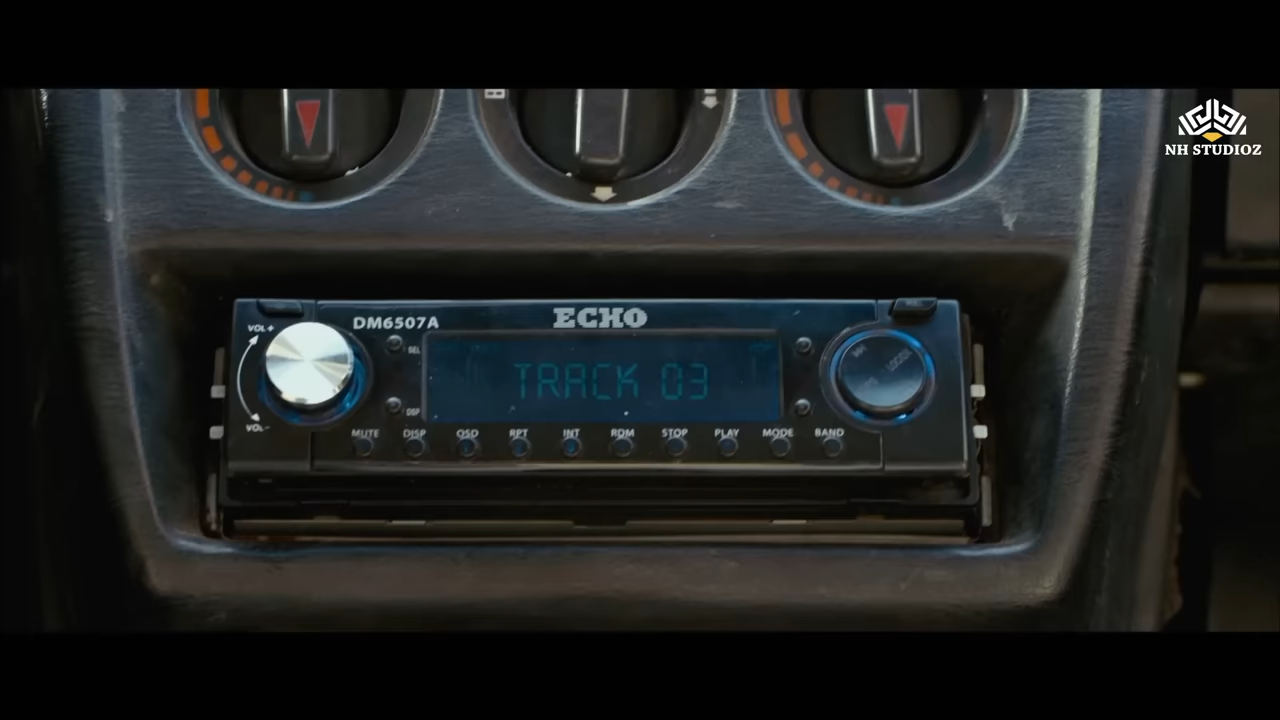 NH STUDIOZ
ECHO
DM6507A
VOL+
SEL
TRACK 03
DSP
VOL-
MUTE DISP OSD RPT INT RDM STOP PLAY MODE BAND